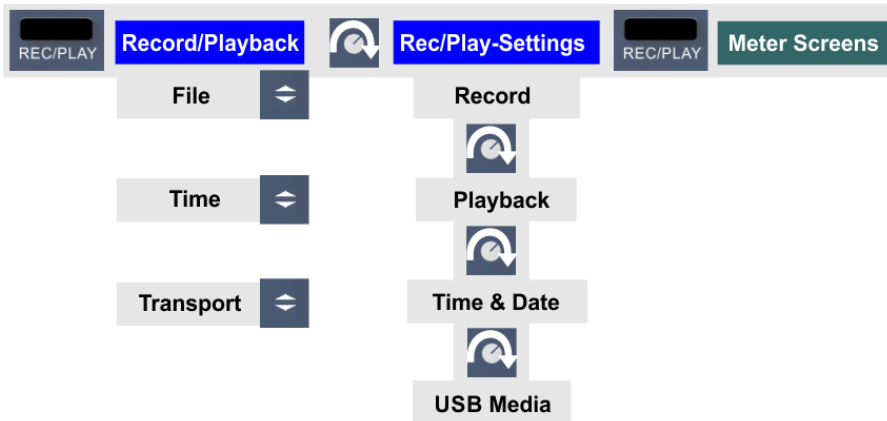 REC/PLAY Record/Playback Rec/Play-Settings REC/PLAY Meter Screens
File Record
Time Playback
Transport Time & Date
USB Media